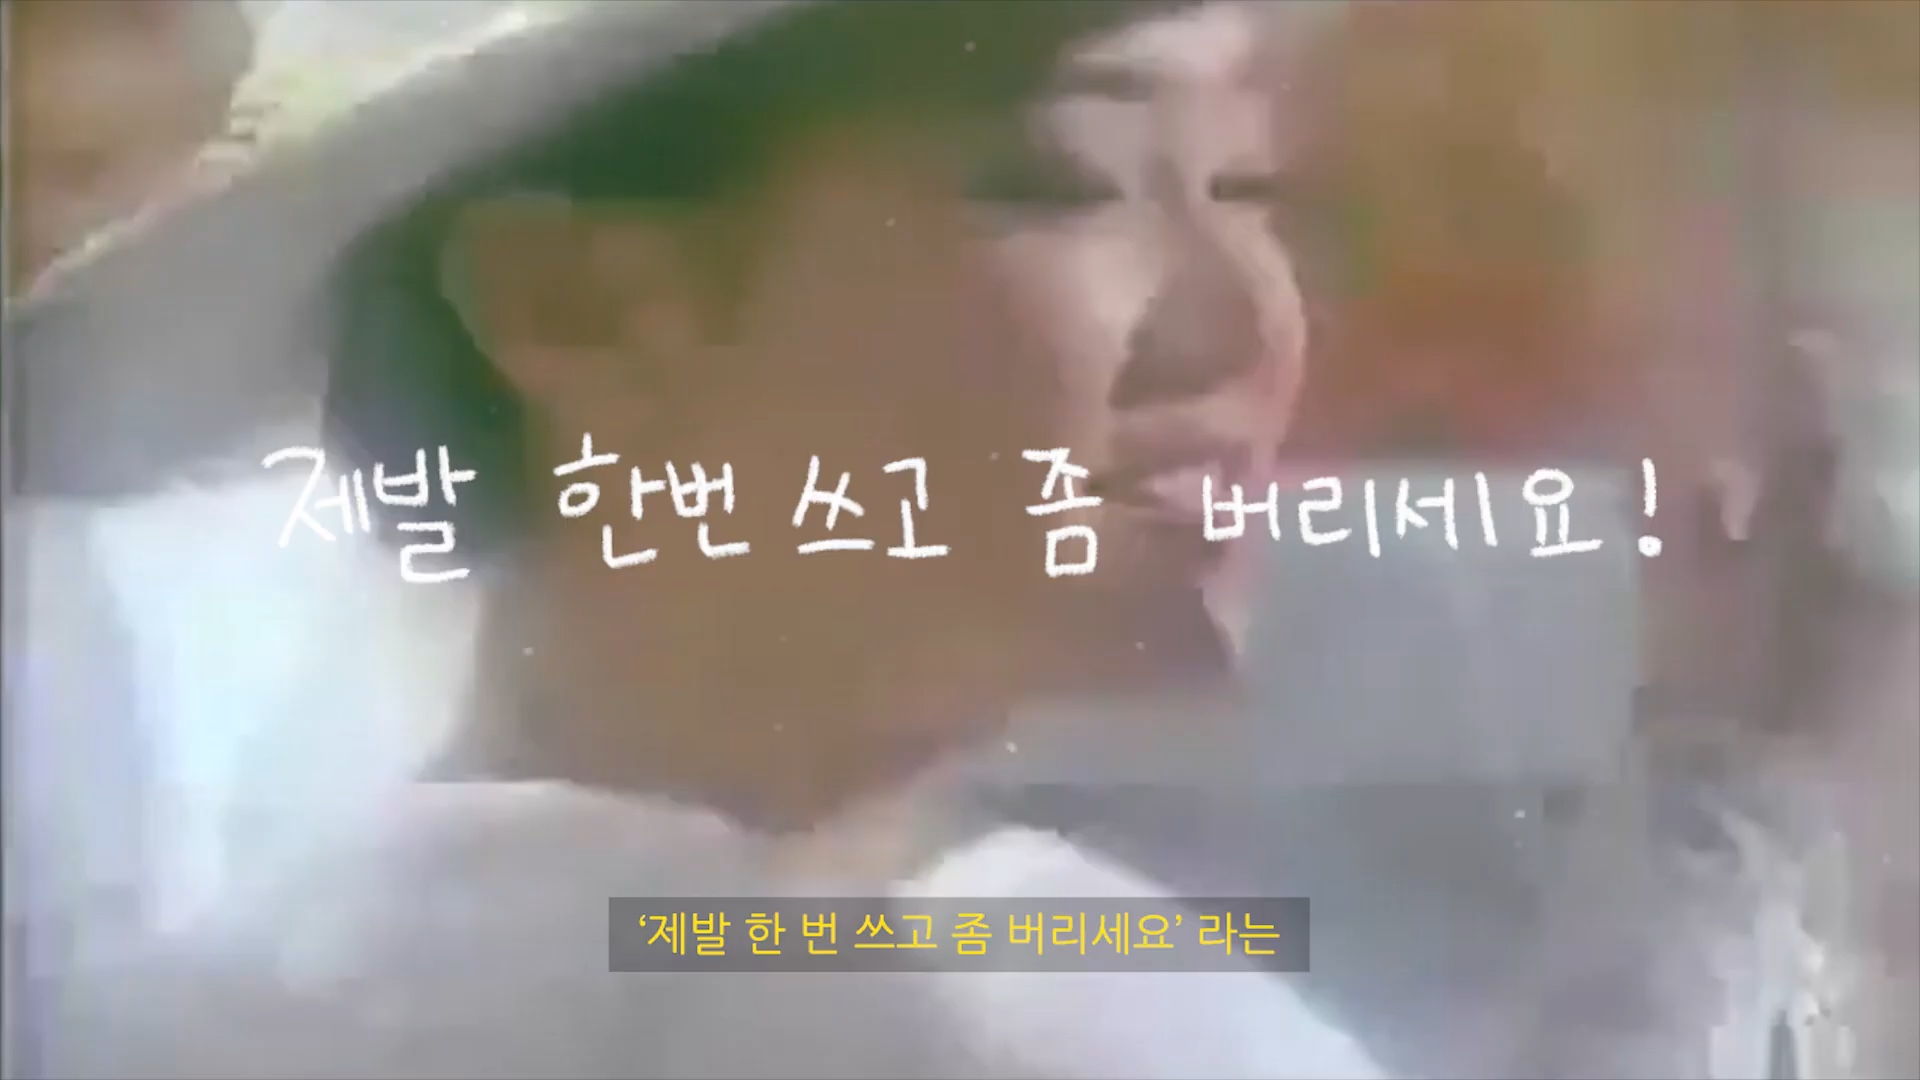 제발 한번 쓰고 좀 버리세요!
‘제발 한 번 쓰고 좀 버리세요’ 라는